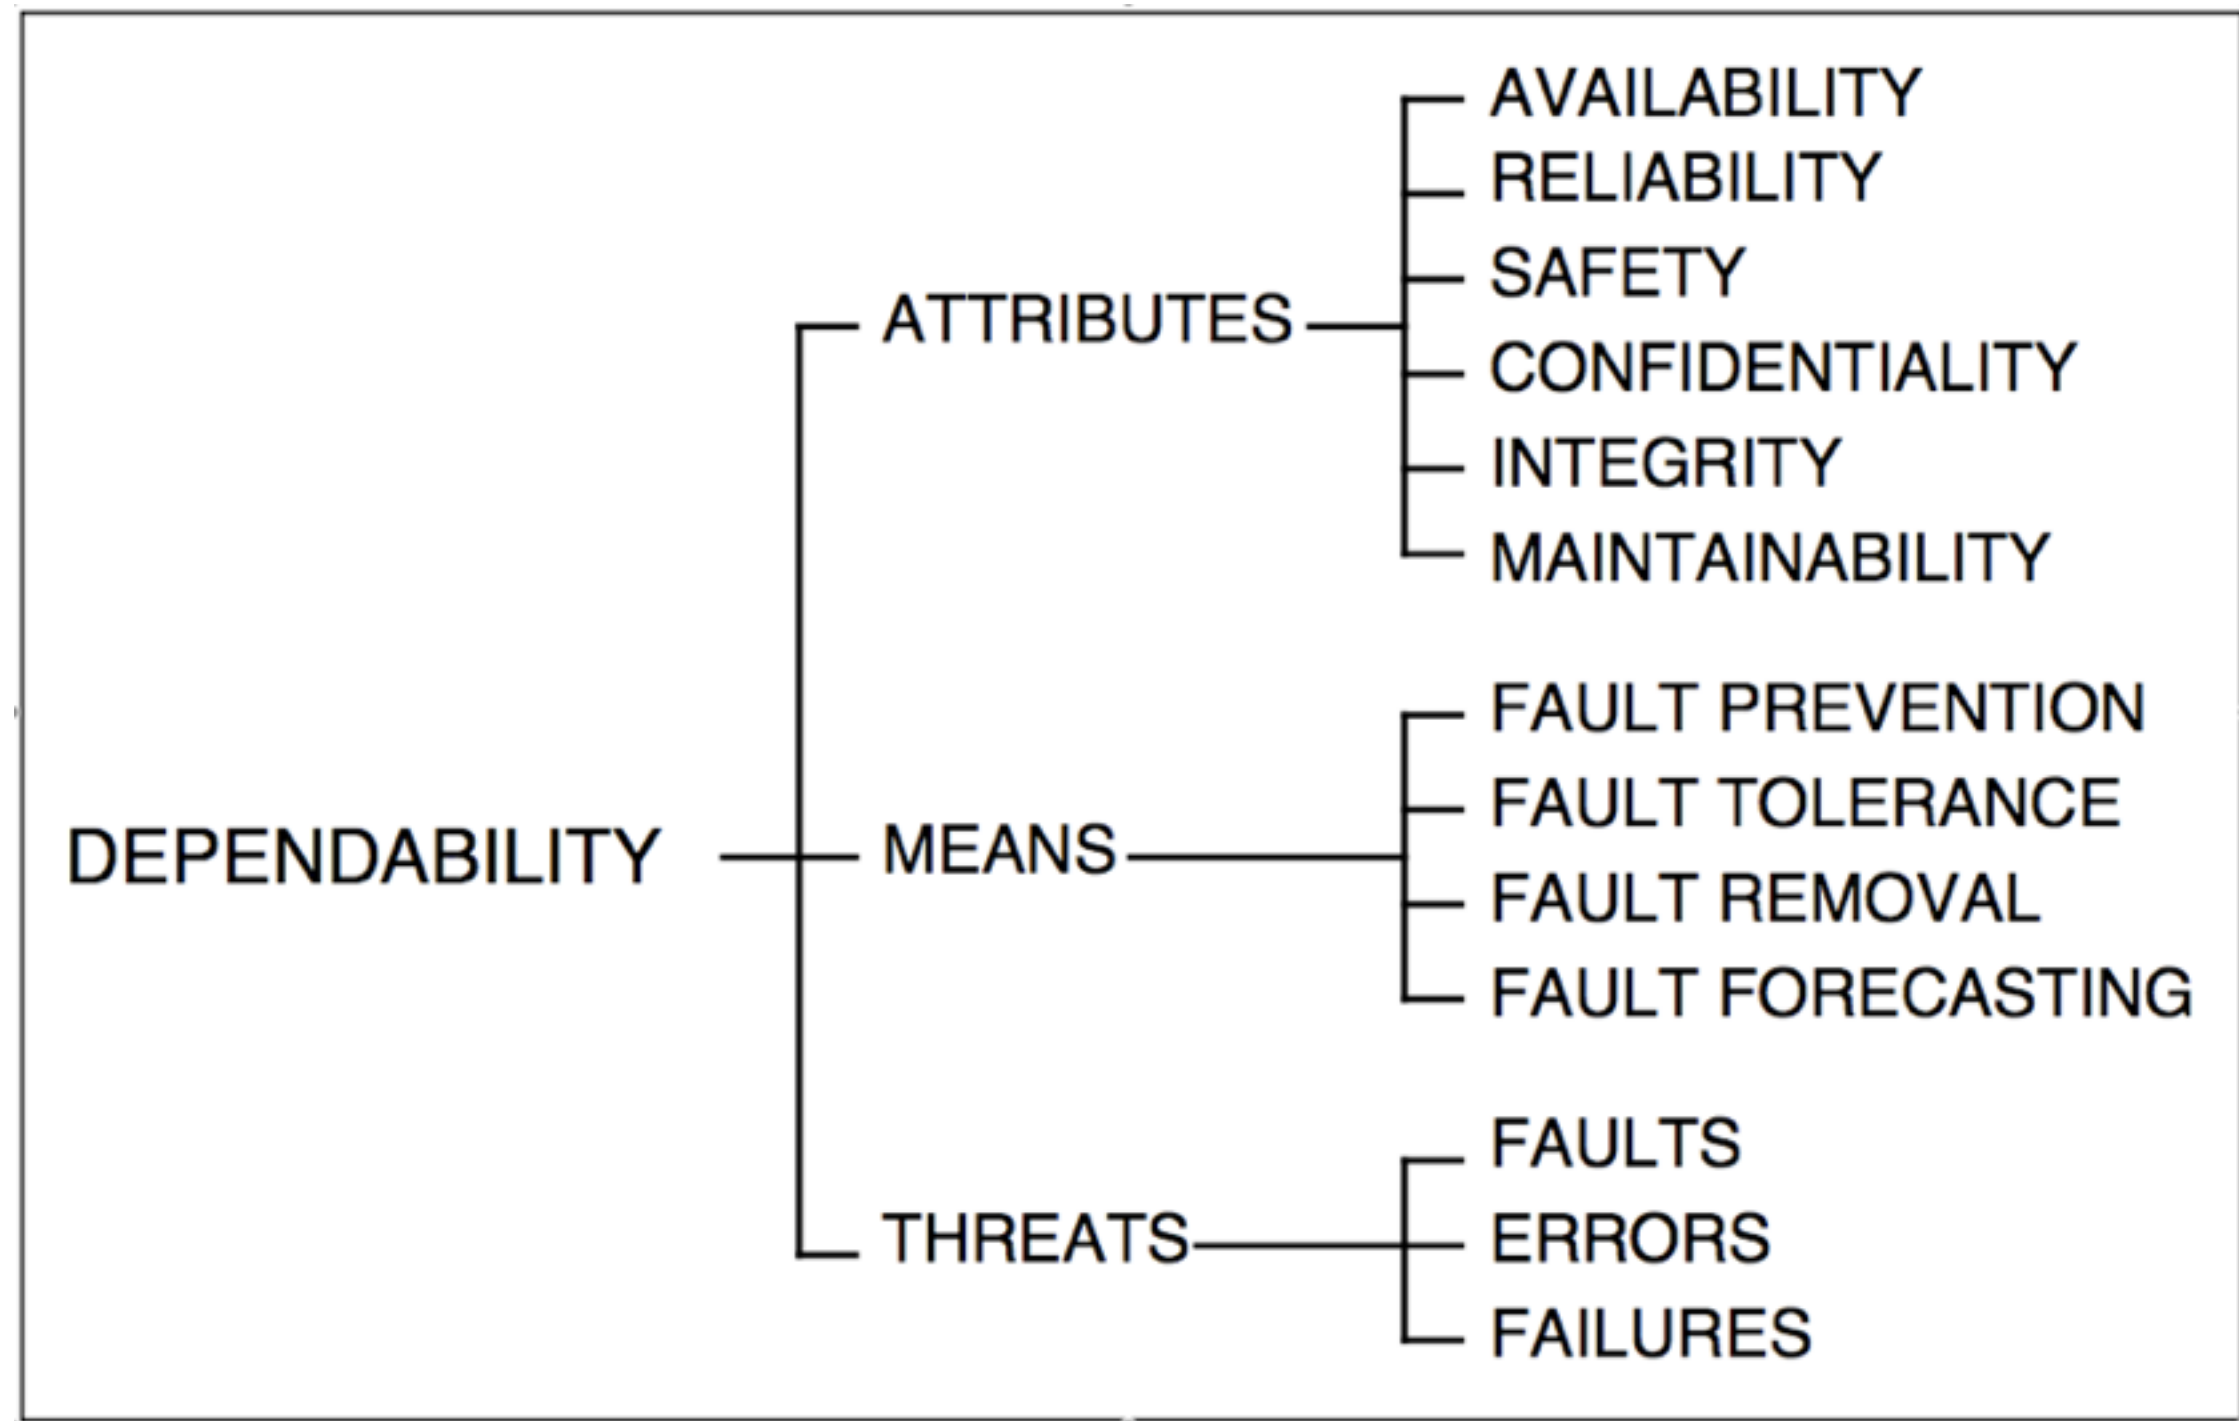 DEPENDABILITY
ATTRIBUTES
AVAILABILITY
RELIABILITY
SAFETY
CONFIDENTIALITY
INTEGRITY
MAINTAINABILITY
MEANS
FAULT PREVENTION
FAULT TOLERANCE
FAULT REMOVAL
FAULT FORECASTING
THREATS
FAULTS
ERRORS
FAILURES